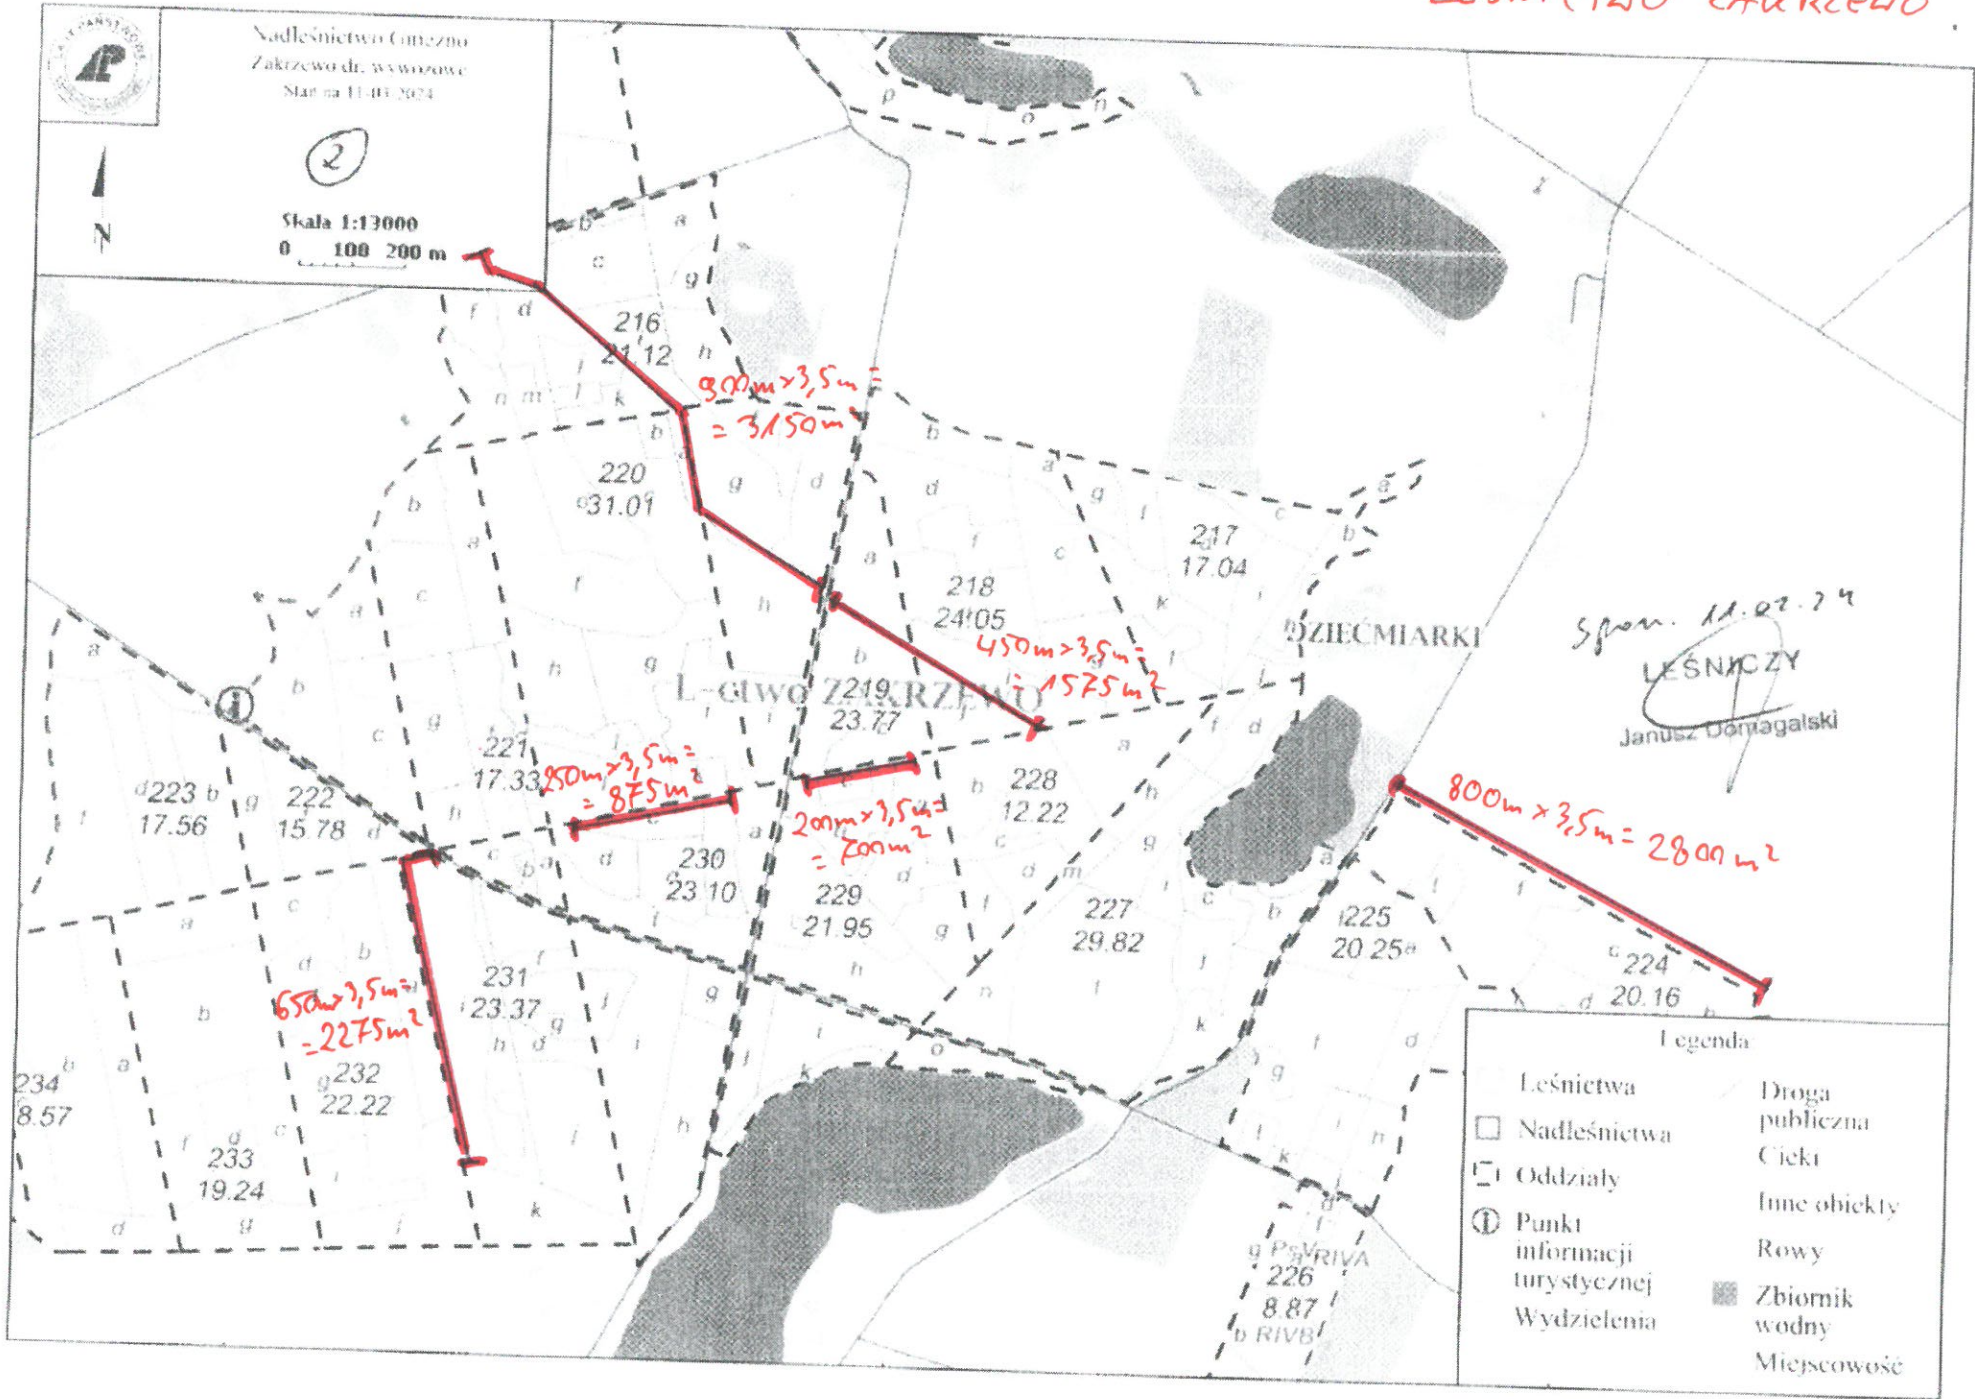 LEŚNICTWO ZAKRZEWO
Nadleśnictwo Gniezno
Zakrzewo dr. wywozowe
2
Skala 1:13000
0 100 200 m
N
p
o
n
b
a
c
g
f
d
216
21.12
h
n
m
j
k
900m×3,5m=
= 3150m
b
220
31.01
g
d
b
d
a
g
c
a
b
217
17.04
b
a
c
f
h
a
218
24.05
c
k
DZIEĆMIARKI
450m×3,5m=
= 1575m²
LEŚNICZY
Janusz Domagalski
a
b
h
g
L-ctwo ZAKRZEWO
b
219
23.77
c
g
221
17.33
250m×3,5m=
= 875m²
a
d
228
12.22
b
h
800m×3,5m= 2800m²
d
223
b
17.56
g
222
15.78
d
h
200m×3,5m=
= 700m²
c
b
a
d
230
23.10
a
229
21.95
d
c
d
m
g
227
29.82
c
b
a
225
20.25
224
20.16
a
c
d
b
231
23.37
f
g
h
g
n
o
k
650m×3,5m=
= 2275m²
b
a
b
234
8.57
232
22.22
h
d
g
233
19.24
c
d
g
k
h
k
g
d
h
k
g PsV
RIVA
226
8.87
b RIVB
Legenda
Leśnictwa
Nadleśnictwa
Oddziały
Punkt
informacji
turystycznej
Wydzielenia
Droga
publiczna
Cieki
Inne obiekty
Rowy
Zbiornik
wodny
Miejscowość